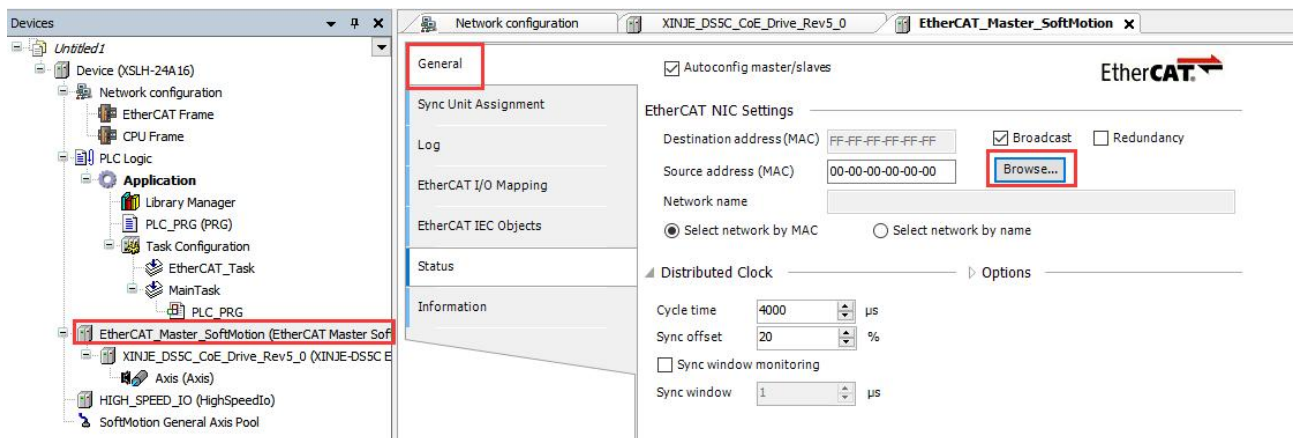 Devices
Untitled1
Device (XSLH-24A16)
Network configuration
EtherCAT Frame
CPU Frame
PLC Logic
Application
Library Manager
PLC_PRG (PRG)
Task Configuration
EtherCAT_Task
MainTask
PLC_PRG
EtherCAT_Master_SoftMotion (EtherCAT Master Sof
XINJE_DS5C_CoE_Drive_Rev5_0 (XINJE-DS5C E
Axis (Axis)
HIGH_SPEED_IO (HighSpeedIo)
SoftMotion General Axis Pool
Network configuration XINJE_DS5C_CoE_Drive_Rev5_0 EtherCAT_Master_SoftMotion
General
Sync Unit Assignment
Log
EtherCAT I/O Mapping
EtherCAT IEC Objects
Status
Information
Autoconfig master/slaves EtherCAT.
EtherCAT NIC Settings
Destination address (MAC) FF-FF-FF-FF-FF-FF Broadcast Redundancy
Source address (MAC) 00-00-00-00-00-00 Browse...
Network name
Select network by MAC Select network by name
Distributed Clock Options
Cycle time 4000 µs
Sync offset 20 %
Sync window monitoring
Sync window 1 µs